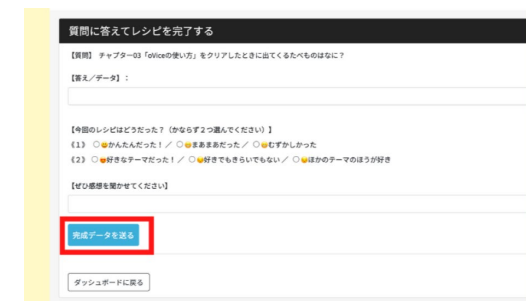 質問に答えてレシピを完了する
【質問】 チャプター03「oViceの使い方」をクリアしたときに出てくるたべものはなに？
【答え／データ】：
【今回のレシピはどうだった？（かならず２つ選んでください）】
《１》 ○😀かんたんだった！／ ○😐まあまあだった／ ○😖むずかしかった
《２》 ○😍好きなテーマだった！／ ○😐好きでもきらいでもない／ ○😅ほかのテーマのほうが好き
【ぜひ感想を聞かせてください】
完成データを送る
ダッシュボードに戻る